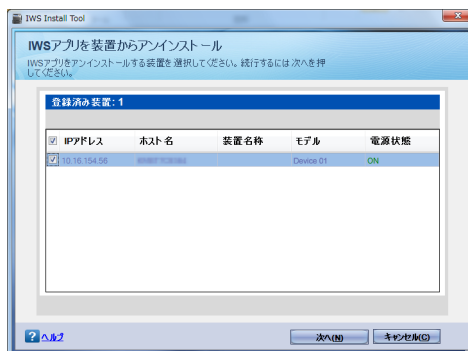 IWS Install Tool
IWSアプリを装置からアンインストール
IWSアプリをアンインストールする装置を選択してください。続行するには次へを押
してください。
登録済み装置: 1
IPアドレス ホスト名 装置名称 モデル 電源状態
10.16.154.56 Device 01 ON
ヘルプ 次へ(N) キャンセル(C)